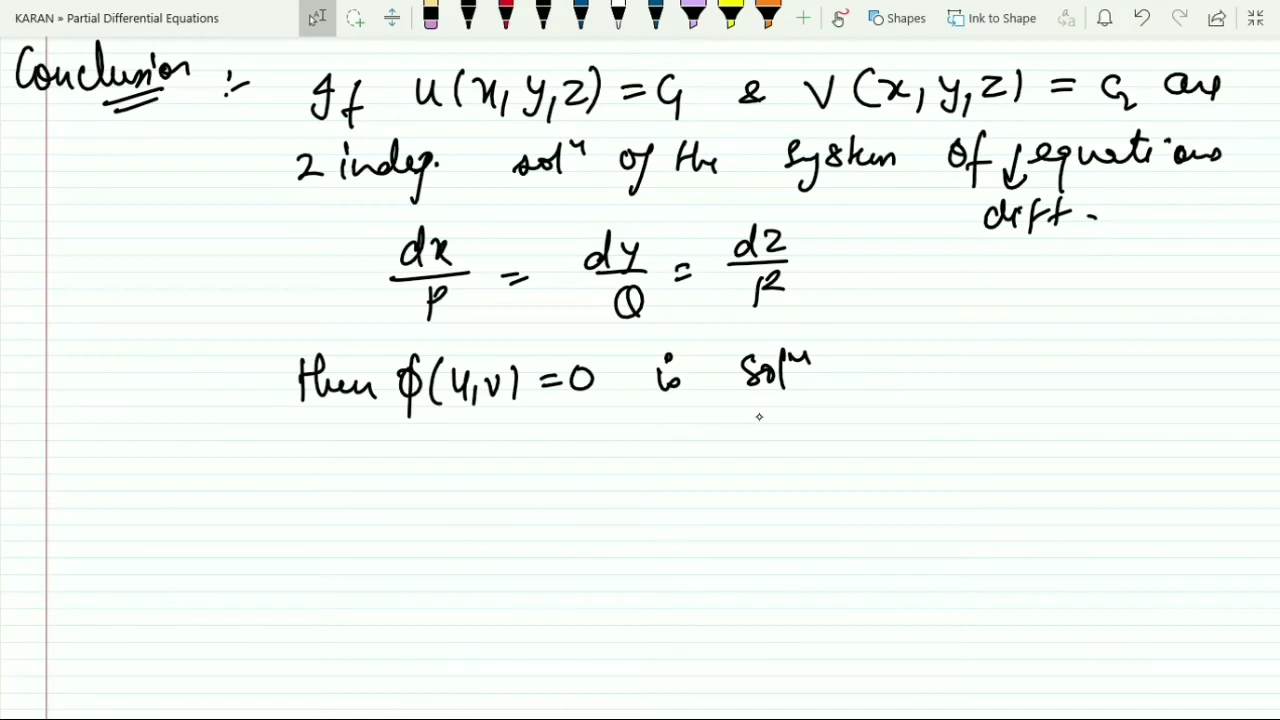 KARAN » Partial Differential Equations
Shapes
Ink to Shape
Conclusion :- If u(x, y, z) = C₁ & v(x, y, z) = C₂ are
2 indep. solⁿ of the system of ↓ equations
diff.
dx/P = dy/Q = dz/R
then ϕ(u, v) = 0 is solⁿ